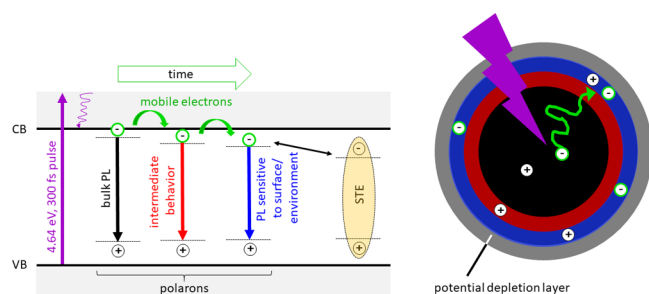 time
mobile electrons
CB
4.64 eV, 300 fs pulse
bulk PL
intermediate
behavior
PL sensitive
to surface/
environment
STE
-
-
-
-
+
+
+
+
VB
polarons
+
-
-
-
+
-
+
+
potential depletion layer